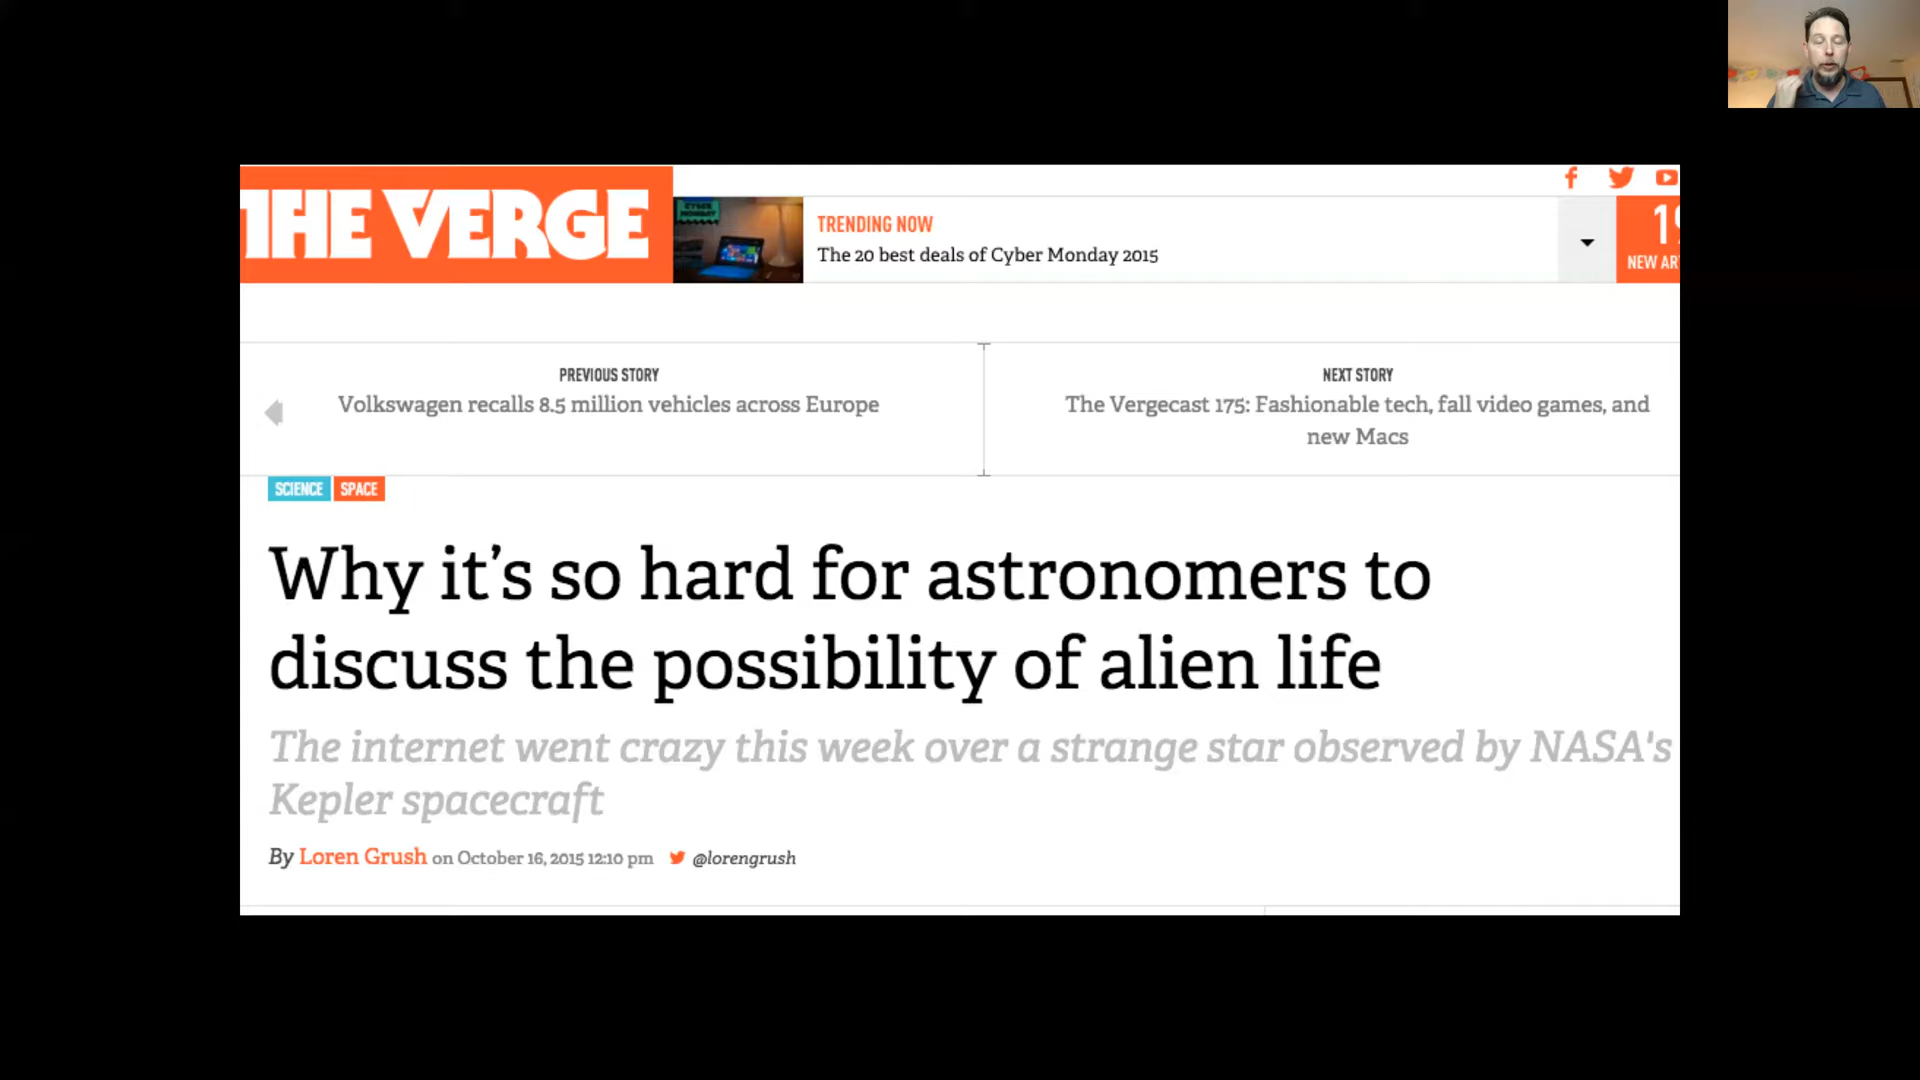 THE VERGE
TRENDING NOW
The 20 best deals of Cyber Monday 2015
NEW
PREVIOUS STORY
Volkswagen recalls 8.5 million vehicles across Europe
NEXT STORY
The Vergecast 175: Fashionable tech, fall video games, and
new Macs
SCIENCE SPACE
Why it's so hard for astronomers to
discuss the possibility of alien life
The internet went crazy this week over a strange star observed by NASA's
Kepler spacecraft
By Loren Grush on October 16, 2015 12:10 pm @lorengrush